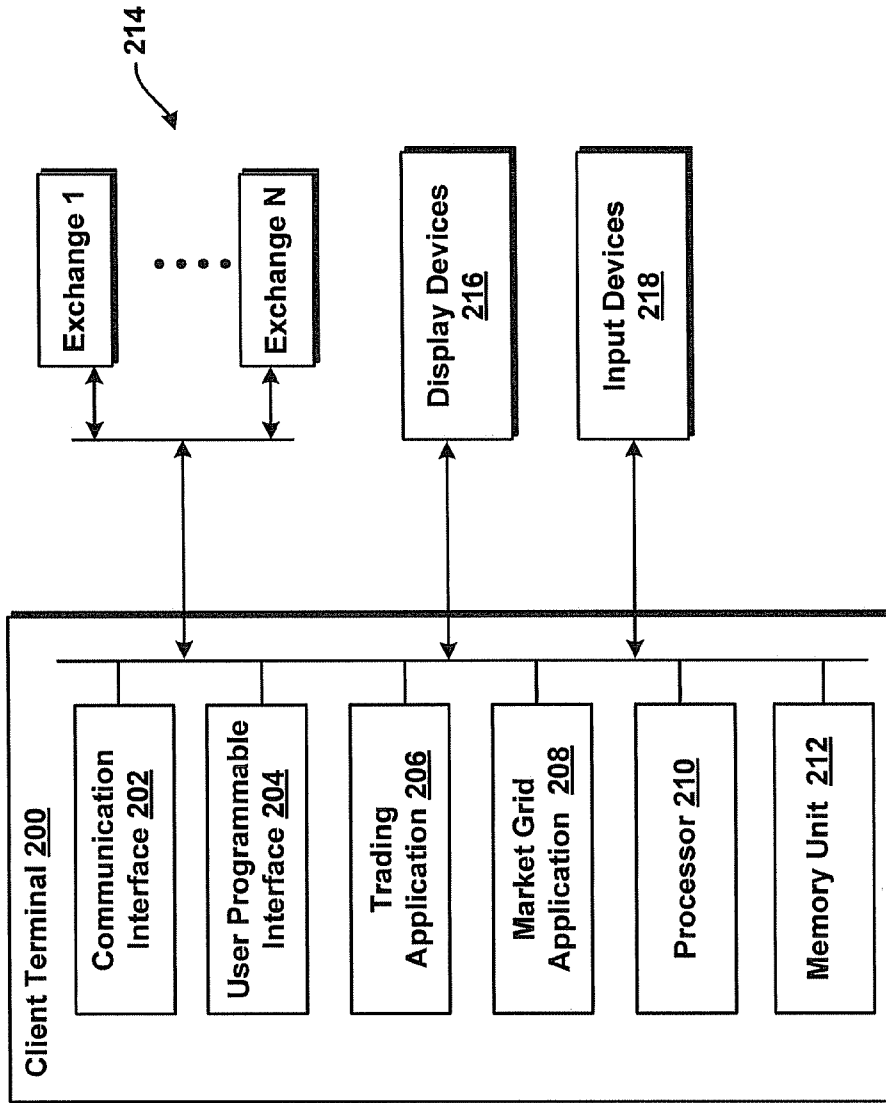 Client Terminal 200
Communication
Interface 202
User Programmable
Interface 204
Trading
Application 206
Market Grid
Application 208
Processor 210
Memory Unit 212
Exchange 1
Exchange N
214
Display Devices
216
Input Devices
218